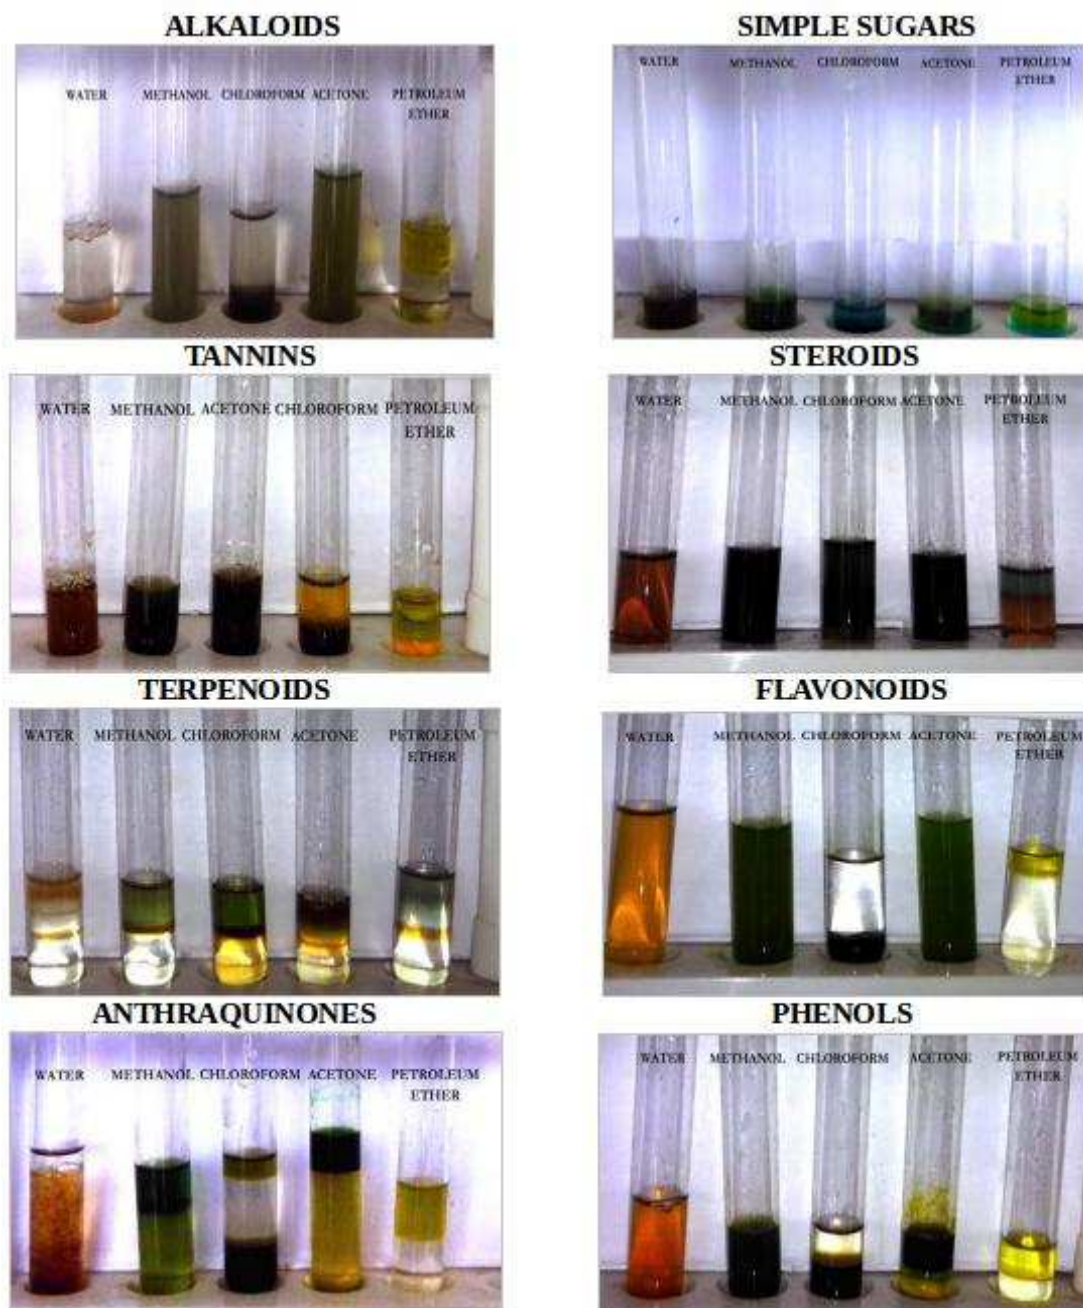 ALKALOIDS
WATER METHANOL CHLOROFORM ACETONE PETROLEUM
ETHER
SIMPLE SUGARS
WATER METHANOL CHLOROFORM ACETONE PETROLEUM
ETHER
TANNINS
WATER METHANOL ACETONE CHLOROFORM PETROLEUM
ETHER
STEROIDS
WATER METHANOL CHLOROFORM ACETONE PETROLEUM
ETHER
TERPENOIDS
WATER METHANOL CHLOROFORM ACETONE PETROLEUM
ETHER
FLAVONOIDS
WATER METHANOL CHLOROFORM ACETONE PETROLEUM
ETHER
ANTHRAQUINONES
WATER METHANOL CHLOROFORM ACETONE PETROLEUM
ETHER
PHENOLS
WATER METHANOL CHLOROFORM ACETONE PETROLEUM
ETHER